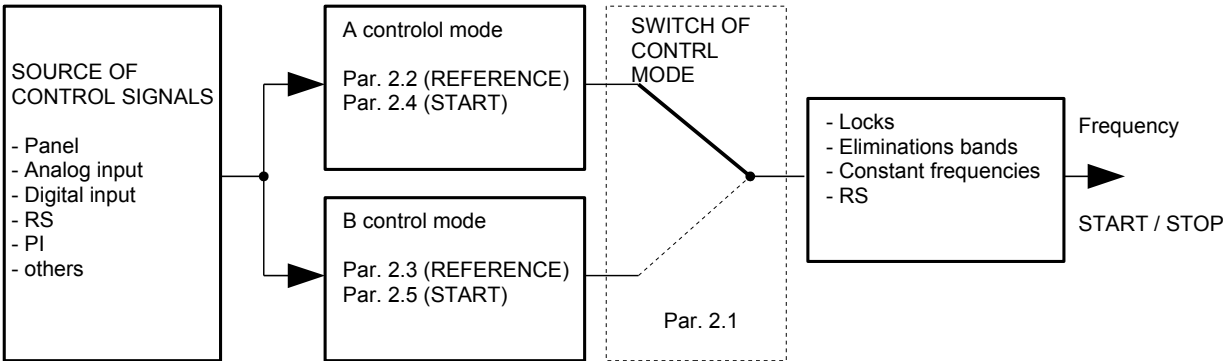 SOURCE OF
CONTROL SIGNALS
- Panel
- Analog input
- Digital input
- RS
- PI
- others
A controlol mode
Par. 2.2 (REFERENCE)
Par. 2.4 (START)
B control mode
Par. 2.3 (REFERENCE)
Par. 2.5 (START)
SWITCH OF
CONTRL
MODE
Par. 2.1
- Locks
- Eliminations bands
- Constant frequencies
- RS
Frequency
START / STOP